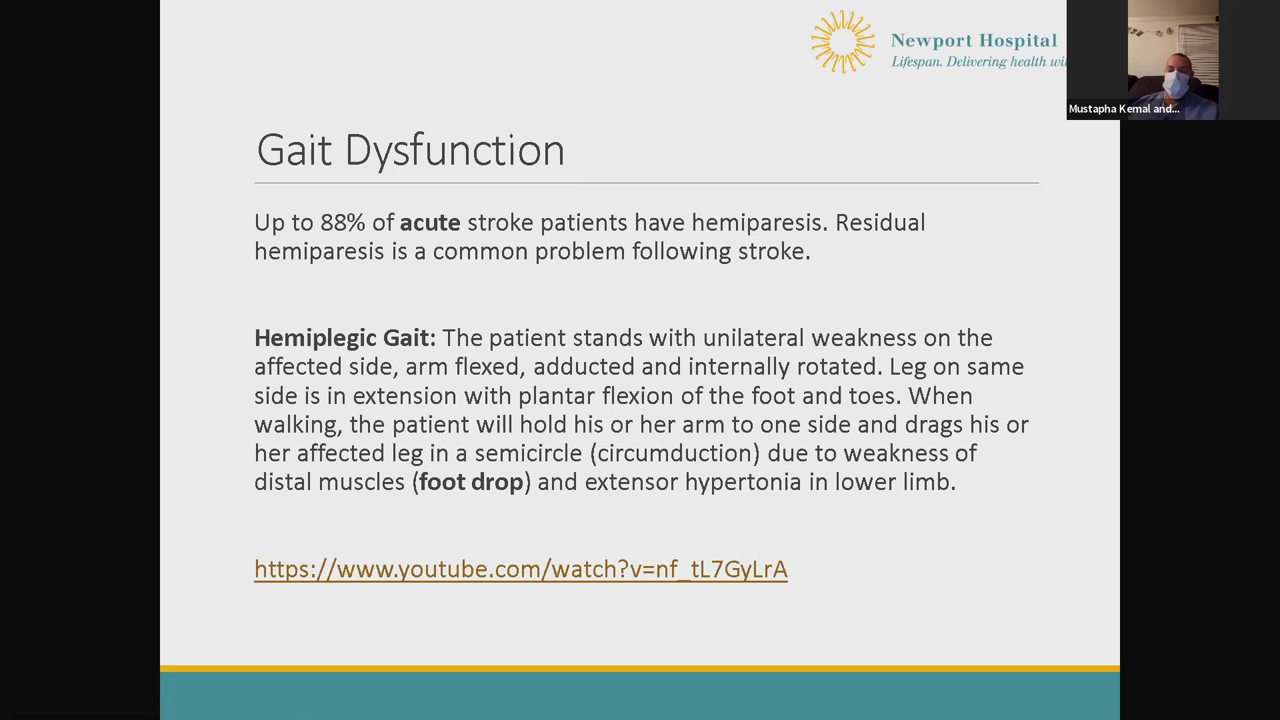 Newport Hospital
Lifespan. Delivering health
Mustapha Kemal and...
Gait Dysfunction
Up to 88% of acute stroke patients have hemiparesis. Residual
hemiparesis is a common problem following stroke.
Hemiplegic Gait: The patient stands with unilateral weakness on the
affected side, arm flexed, adducted and internally rotated. Leg on same
side is in extension with plantar flexion of the foot and toes. When
walking, the patient will hold his or her arm to one side and drags his or
her affected leg in a semicircle (circumduction) due to weakness of
distal muscles (foot drop) and extensor hypertonia in lower limb.
https://www.youtube.com/watch?v=nf_tL7GyLrA